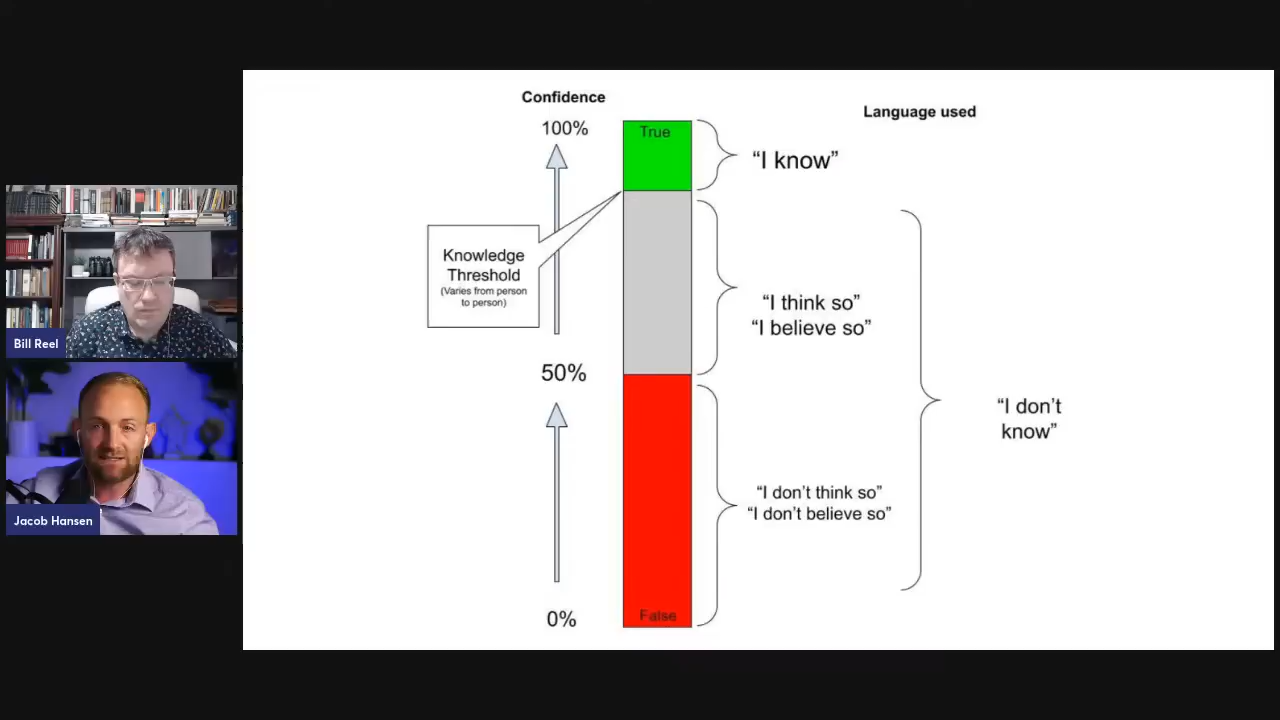 Confidence
Language used
100%
True
“I know”
Knowledge
Threshold
(Varies from person
to person)
“I think so”
“I believe so”
Bill Reel
50%
“I don’t
know”
“I don’t think so”
“I don’t believe so”
Jacob Hansen
0%
False